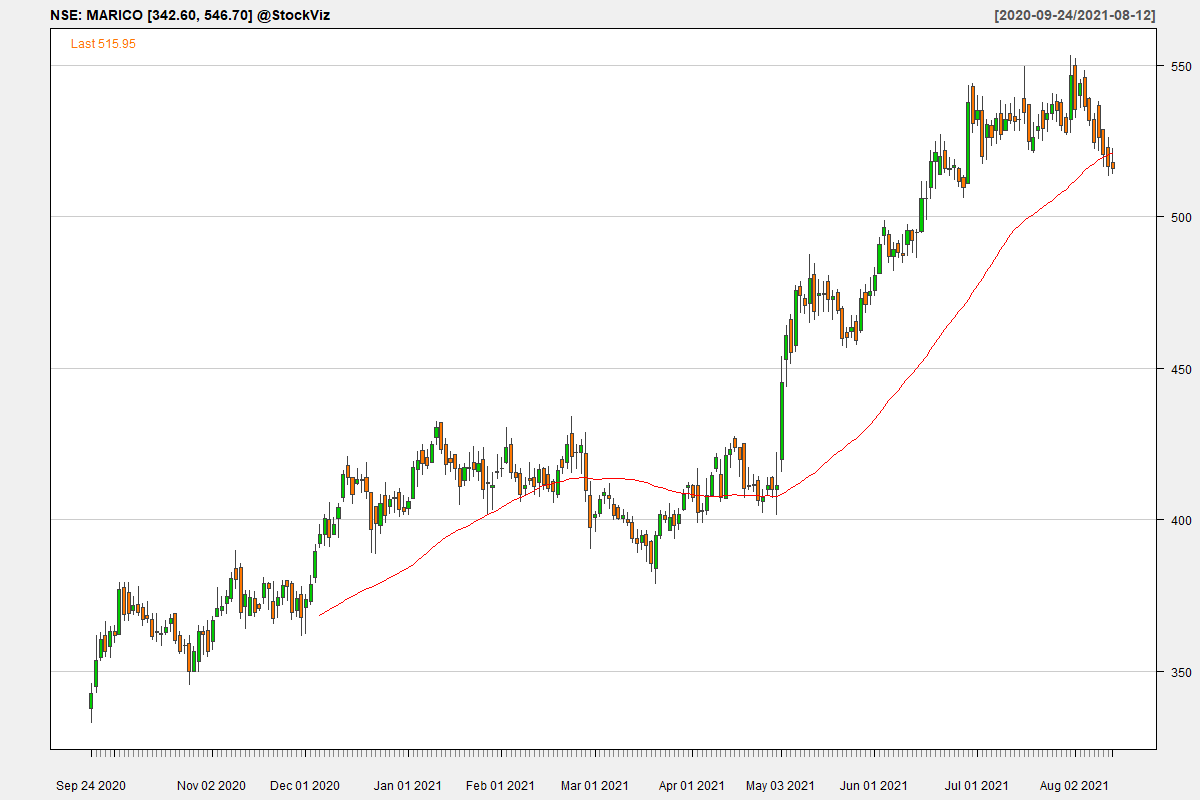 NSE: MARICO [342.60, 546.70] @StockViz [2020-09-24/2021-08-12]
Last 515.95
550
500
450
400
350
Sep 24 2020 Nov 02 2020 Dec 01 2020 Jan 01 2021 Feb 01 2021 Mar 01 2021 Apr 01 2021 May 03 2021 Jun 01 2021 Jul 01 2021 Aug 02 2021